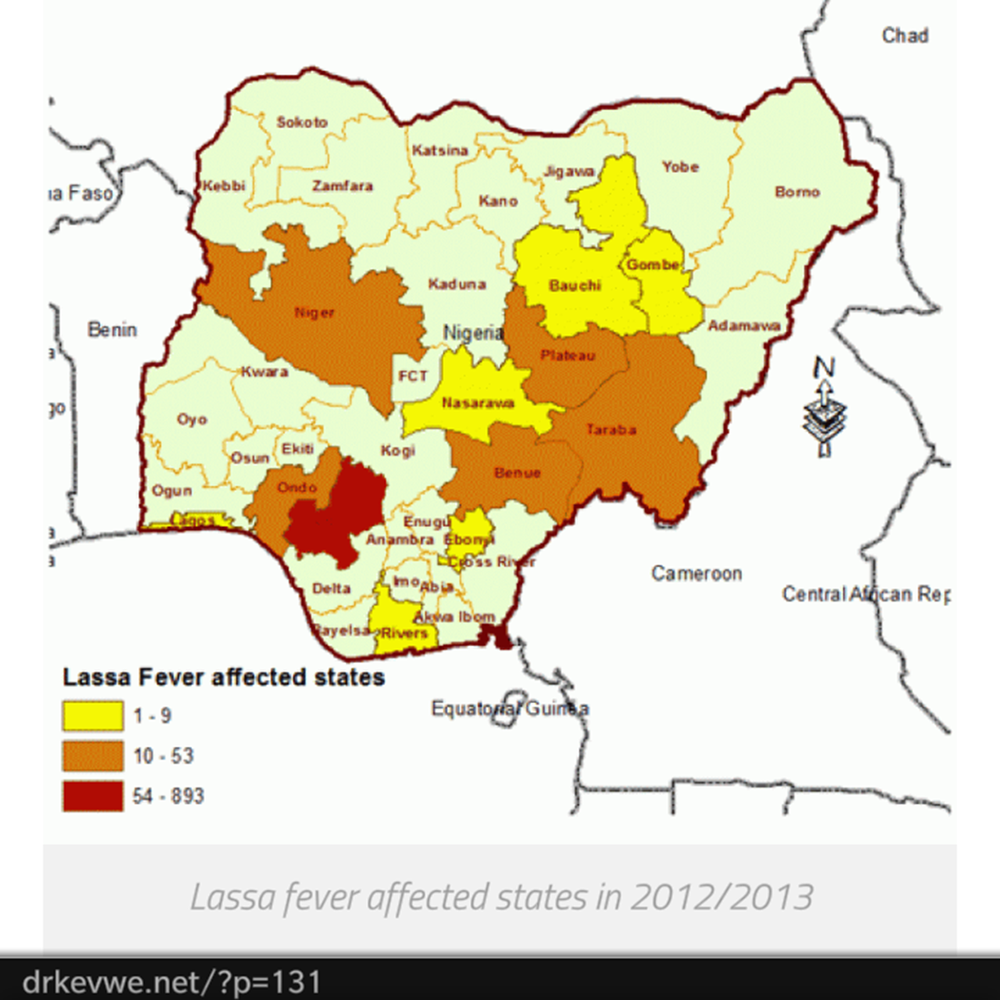 Chad
Sokoto
Katsina
Jigawa
Yobe
Kebbi
Zamfara
Kano
Borno
Faso
Gombe
Kaduna
Bauchi
Niger
Benin
Nigeria
Adamawa
Plateau
Kwara
FCT
N
Nasarawa
Oyo
Taraba
Ekiti
Kogi
Osun
Benue
Ondo
Ogun
Lagos
Enugu
Anambra
Ebonyi
Cross River
Cameroon
Delta
Imo
Abia
Central African Rep
Akwa Ibom
Bayelsa
Rivers
Lassa Fever affected states
Equatorial Guinea
1 - 9
10 - 53
54 - 893
Lassa fever affected states in 2012/2013
drkevwe.net/?p=131